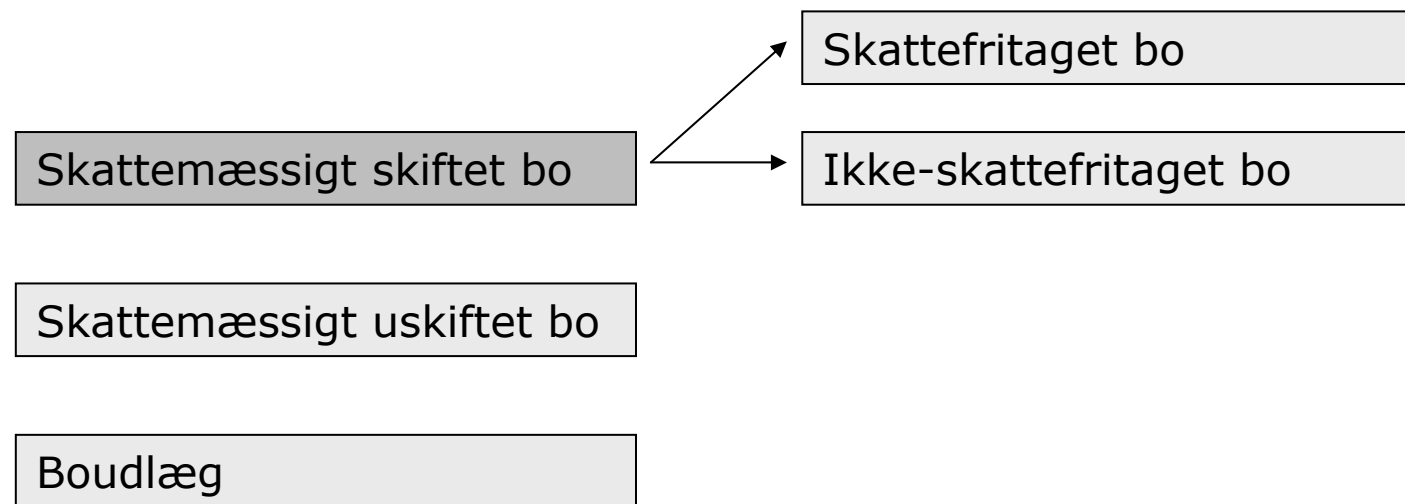 Skattefritaget bo
Skattemæssigt skiftet bo
Ikke-skattefritaget bo
Skattemæssigt uskiftet bo
Boudlæg